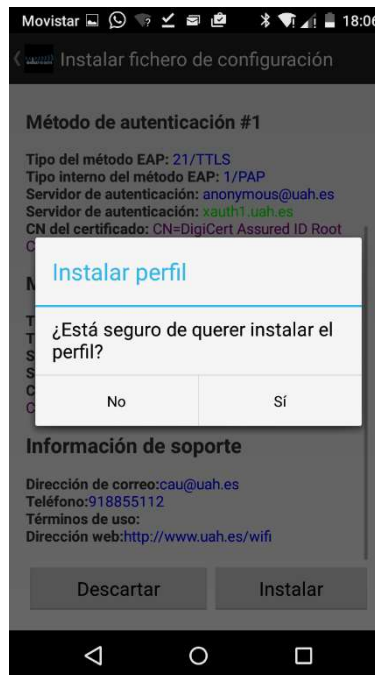 Movistar 18:06
Instalar fichero de configuración
Método de autenticación #1
Tipo del método EAP: 21/TTLS
Tipo interno del método EAP: 1/PAP
Servidor de autenticación: anonymous@uah.es
Servidor de autenticación: xauth1.uah.es
CN del certificado: CN=DigiCert Assured ID Root
C
M
Instalar perfil
T
T
¿Está seguro de querer instalar el
S
perfil?
S
C
No Sí
C
Información de soporte
Dirección de correo:cau@uah.es
Teléfono:918855112
Términos de uso:
Dirección web:http://www.uah.es/wifi
Descartar Instalar